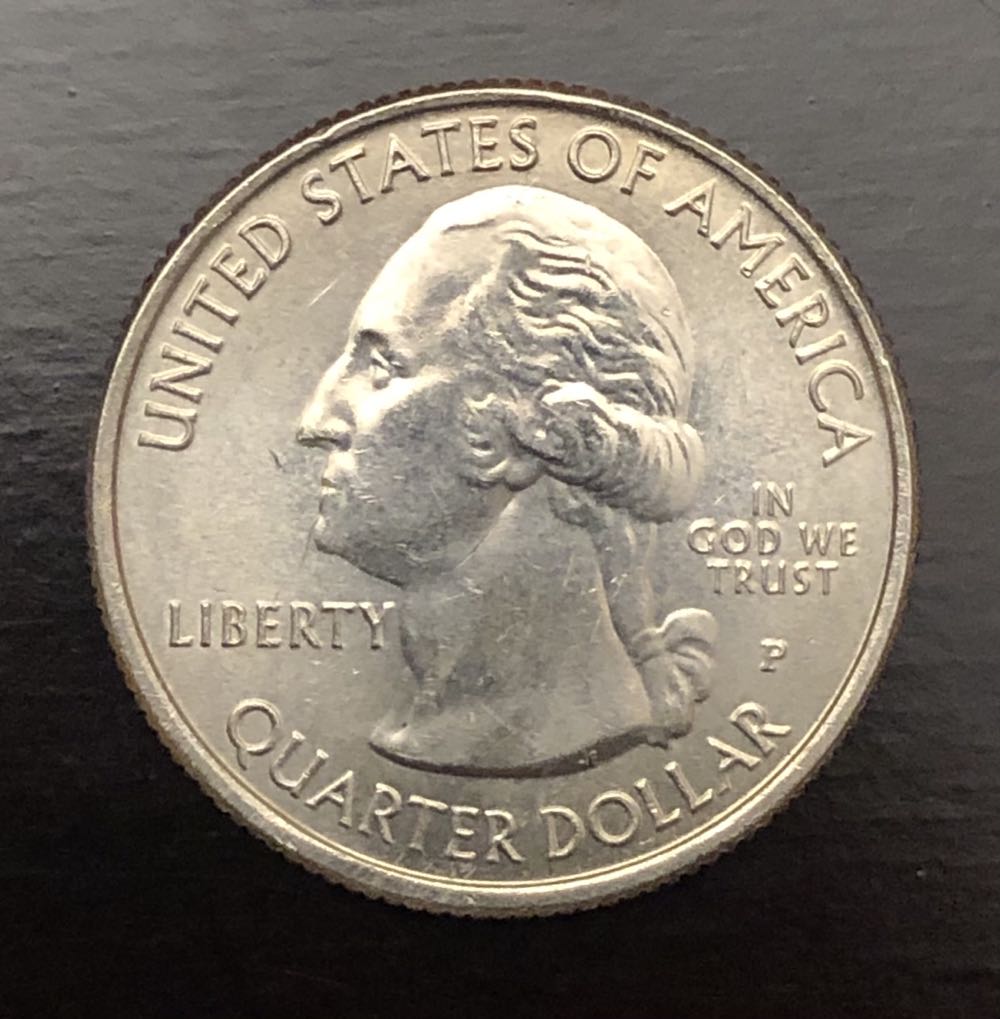 UNITED STATES OF AMERICA
IN
GOD WE
TRUST
LIBERTY
P
QUARTER DOLLAR